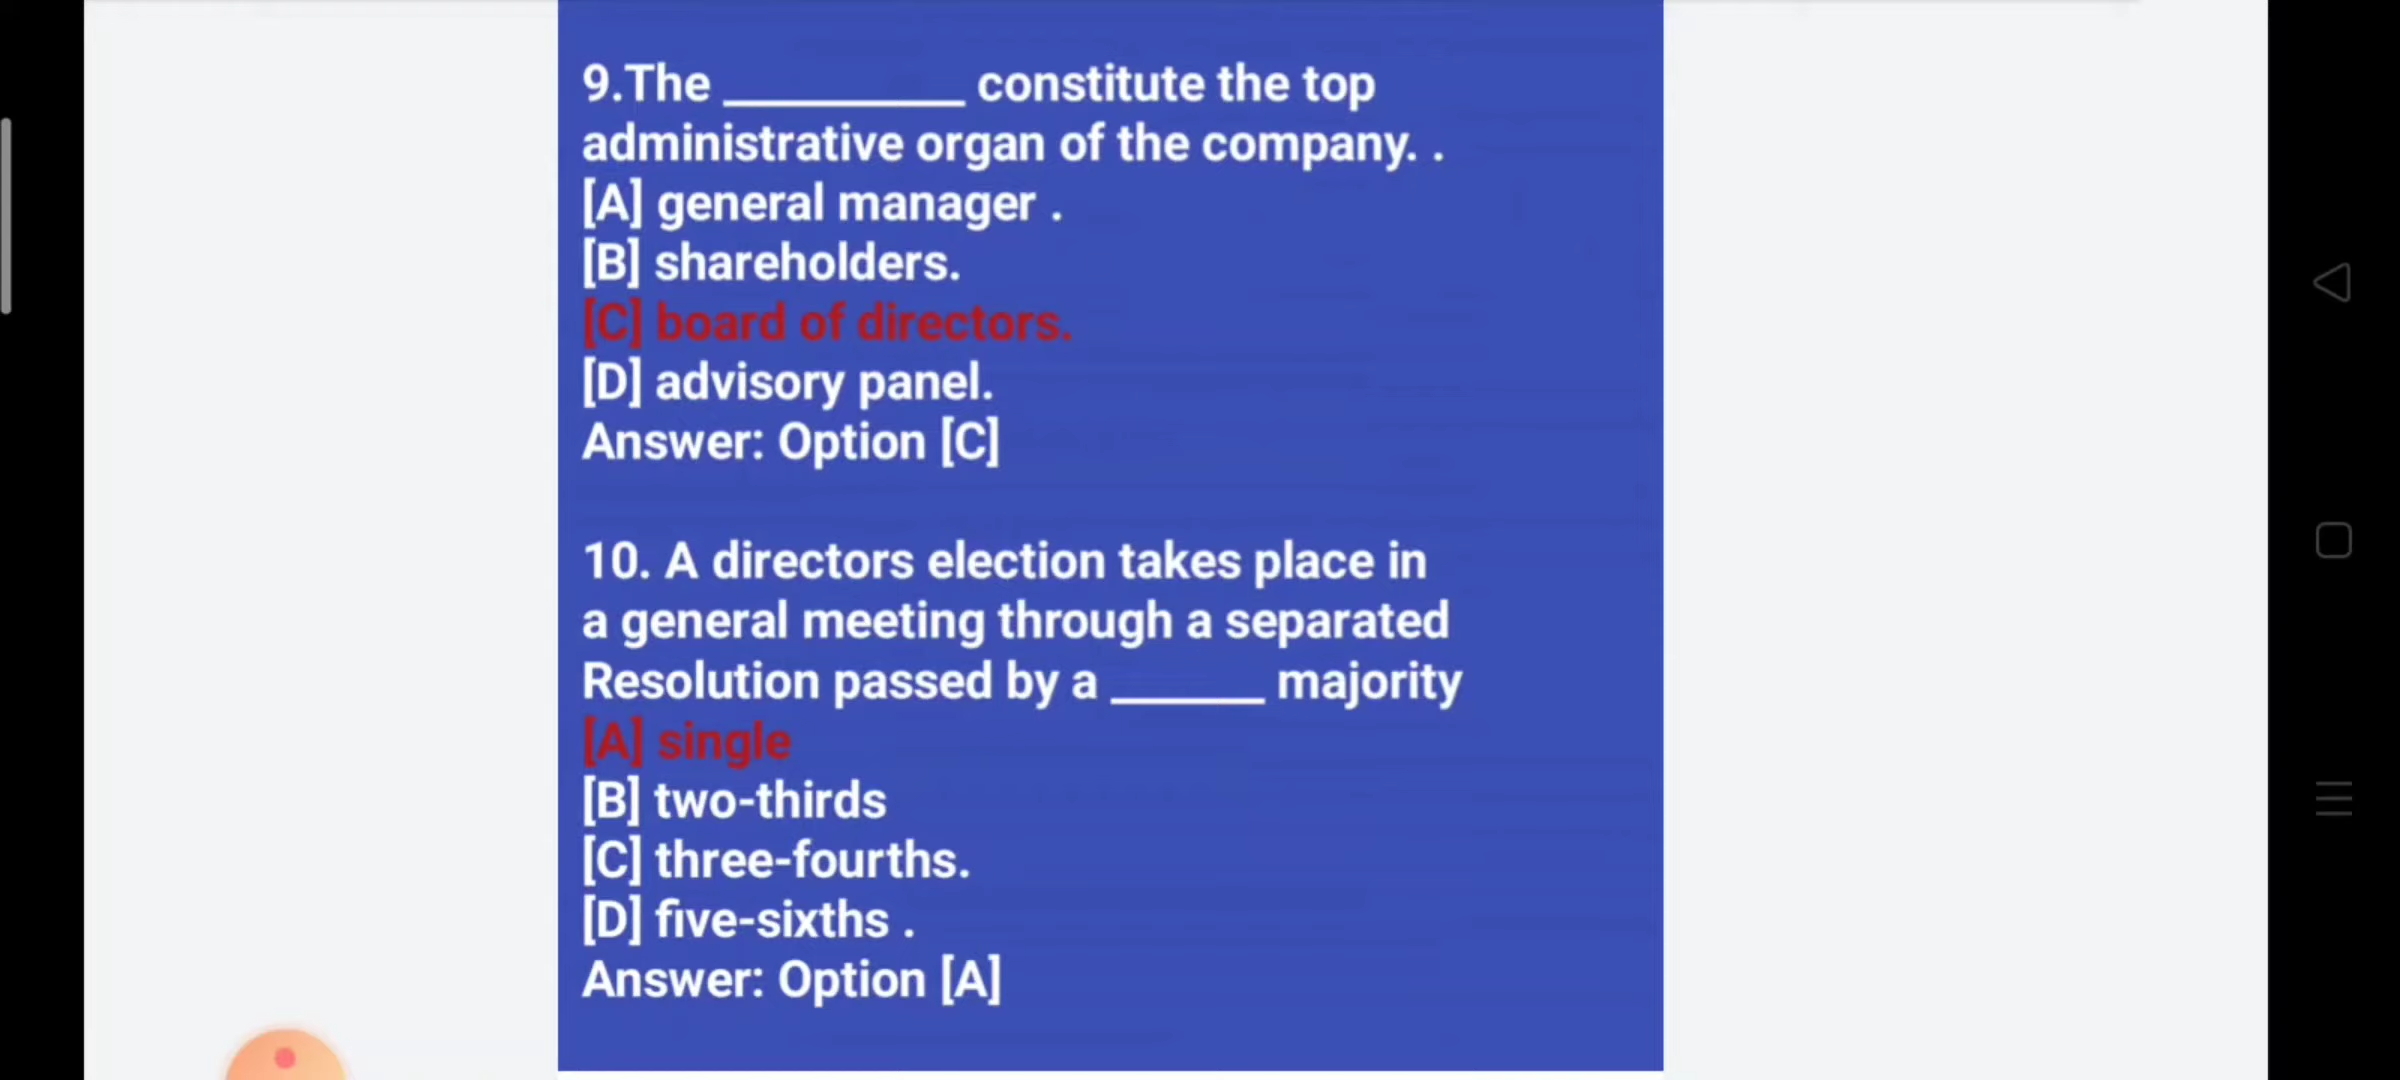 9.The __________ constitute the top
administrative organ of the company. .
[A] general manager .
[B] shareholders.
[C] board of directors.
[D] advisory panel.
Answer: Option [C]
10. A directors election takes place in
a general meeting through a separated
Resolution passed by a ______ majority
[A] single
[B] two-thirds
[C] three-fourths.
[D] five-sixths .
Answer: Option [A]